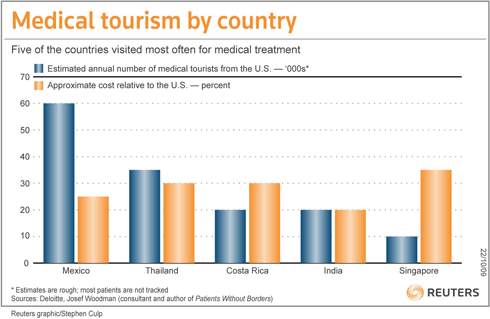 Medical tourism by country
Five of the countries visited most often for medical treatment
Estimated annual number of medical tourists from the U.S. — ‘000s*
70
Approximate cost relative to the U.S. — percent
60
50
40
30
20
10
0
Mexico
Thailand
Costa Rica
India
Singapore
22/10/09
* Estimates are rough; most patients are not tracked
Sources: Deloitte, Josef Woodman (consultant and author of Patients Without Borders)
REUTERS
Reuters graphic/Stephen Culp